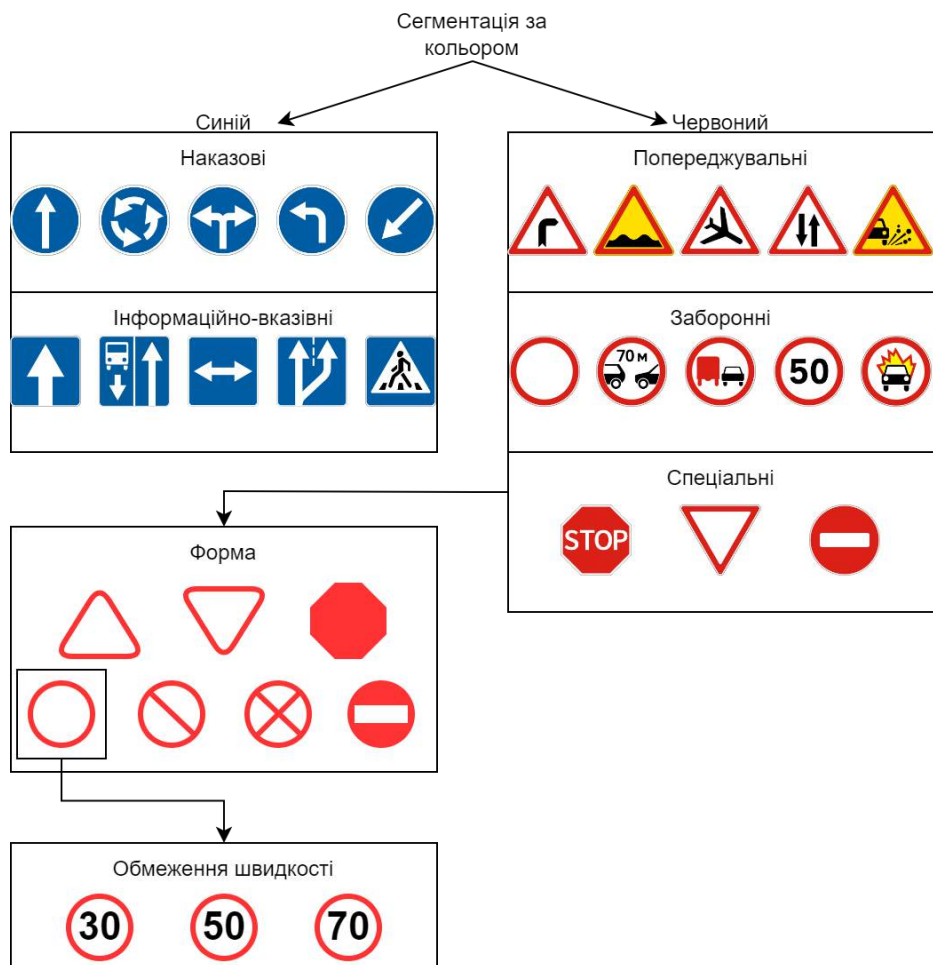 Сегментація за
кольором
Синій
Червоний
Наказові
Попереджувальні
Інформаційно-вказівні
Заборонні
70 м
50
Спеціальні
STOP
Форма
Обмеження швидкості
30
50
70